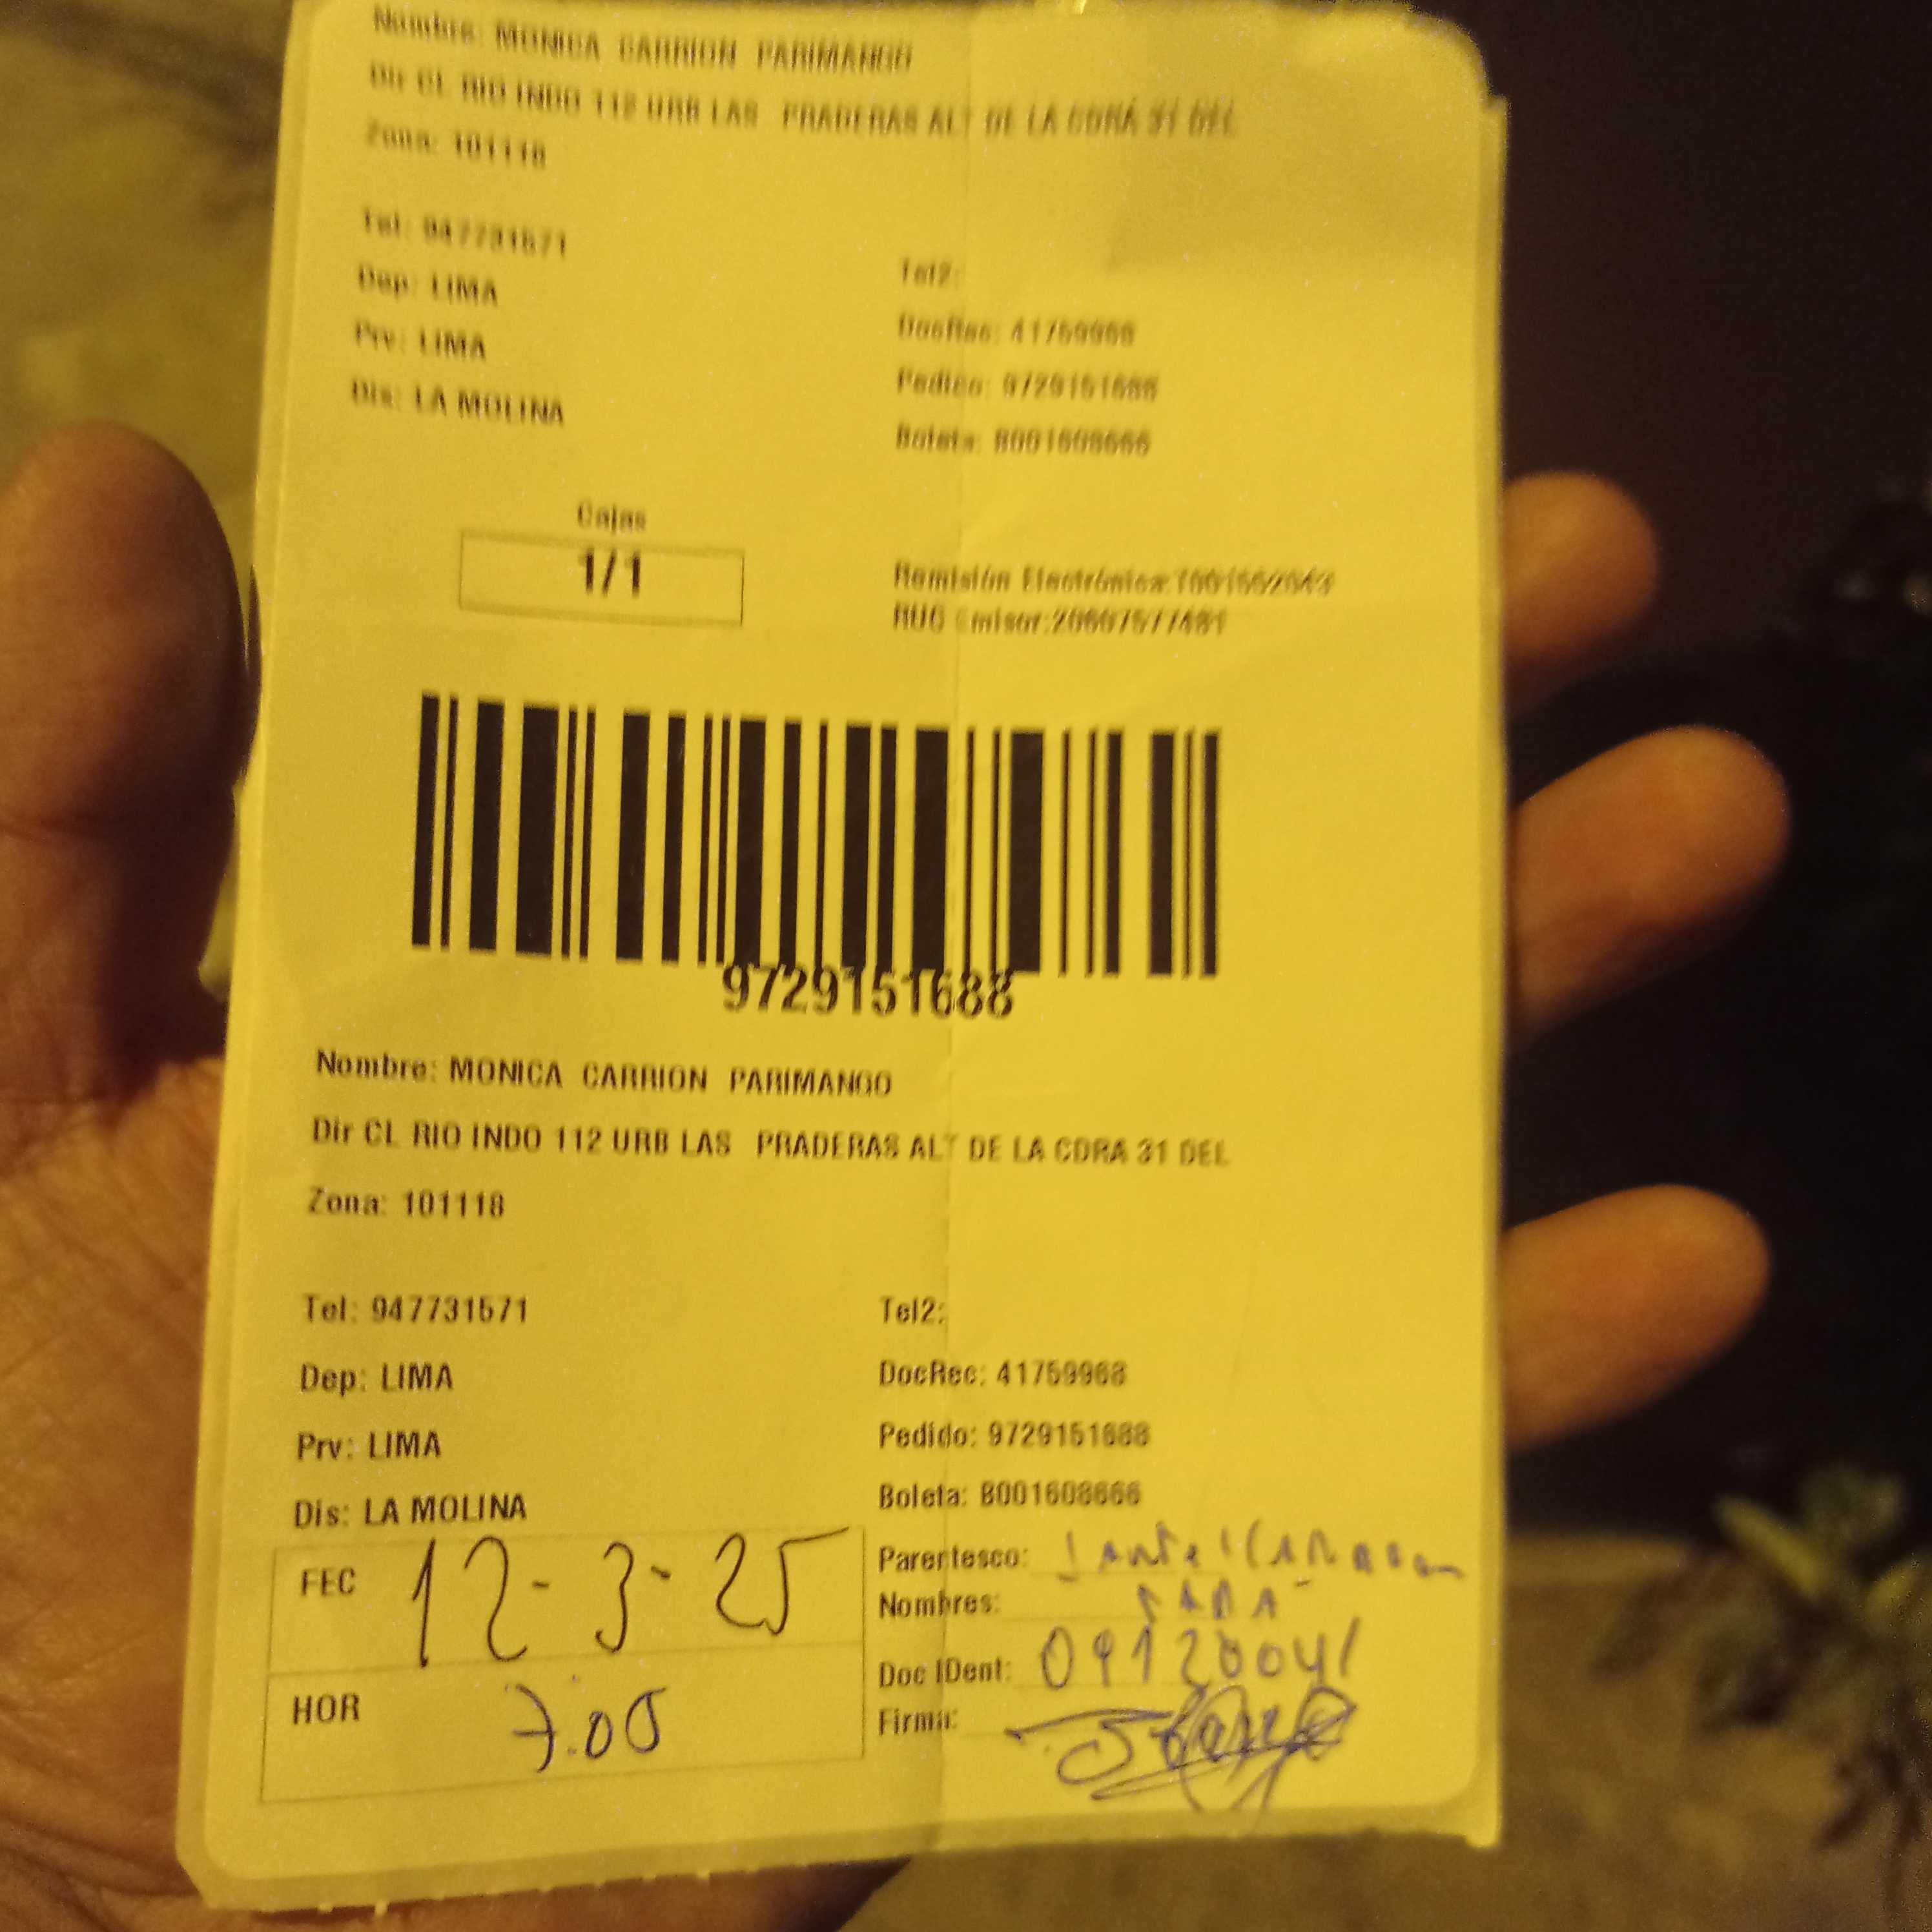 Nombre: MONICA CARRION PARIMANGO
Dir CL RIO INDO 112 URB LAS PRADERAS ALT DE LA CDRA 31 DEL
Zona: 101118
Tel: 947731571
Tel2:
Dep: LIMA
DocRec: 41759968
Prv: LIMA
Pedido: 9729151688
Dis: LA MOLINA
Boleta: B001608666
Cajas
1/1
Remisión Electrónica:
RUC Emisor:
9729151688
Nombre: MONICA CARRION PARIMANGO
Dir CL RIO INDO 112 URB LAS PRADERAS ALT DE LA CDRA 31 DEL
Zona: 101118
Tel: 947731571
Tel2:
Dep: LIMA
DocRec: 41759968
Prv: LIMA
Pedido: 9729151688
Dis: LA MOLINA
Boleta: B001608666
FEC 12-3-25
Parentesco:
Nombres:
Doc IDent:
HOR 7.00
Firma: